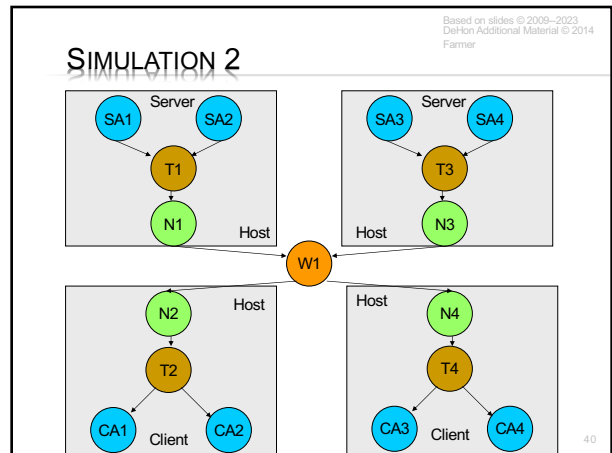 Based on slides © 2009–2023
DeHon Additional Material © 2014
Farmer
SIMULATION 2
Server
SA1
SA2
T1
N1
Host
Server
SA3
SA4
T3
N3
Host
W1
Host
N2
T2
CA1
CA2
Client
Host
N4
T4
CA3
CA4
Client
40